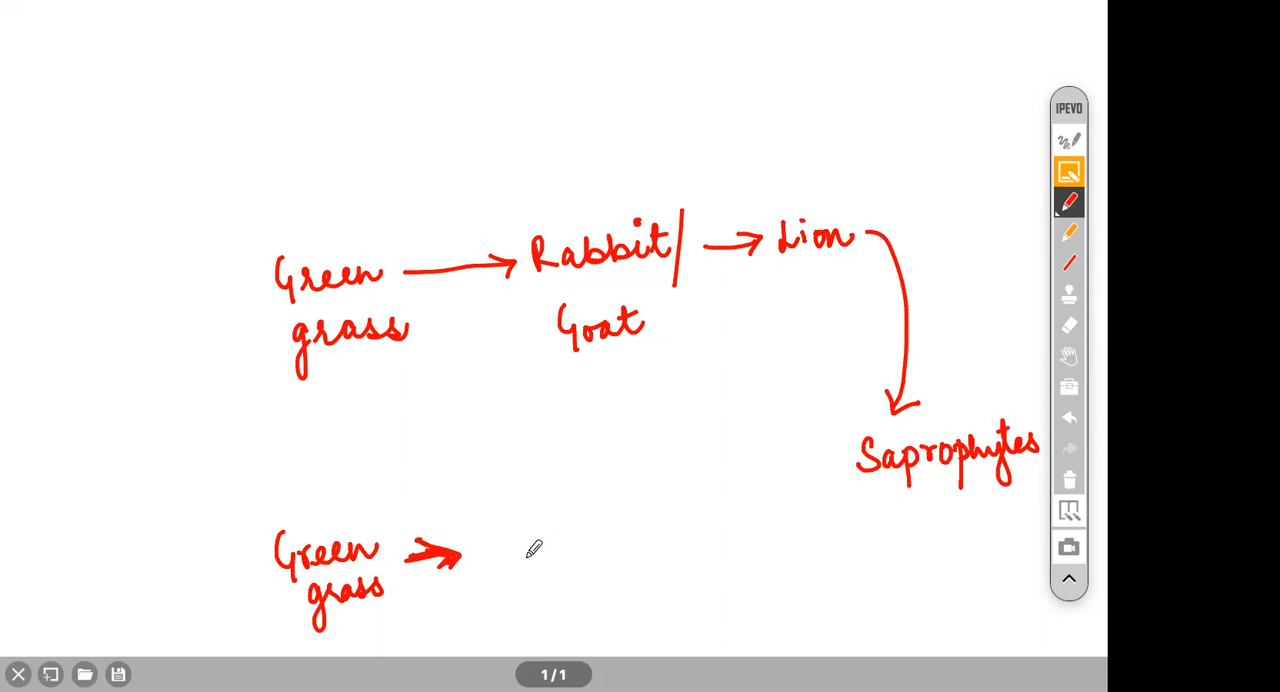 IPEVO
Green → Rabbit/ → Lion
grass Goat
Saprophytes
Green →
grass
1/1